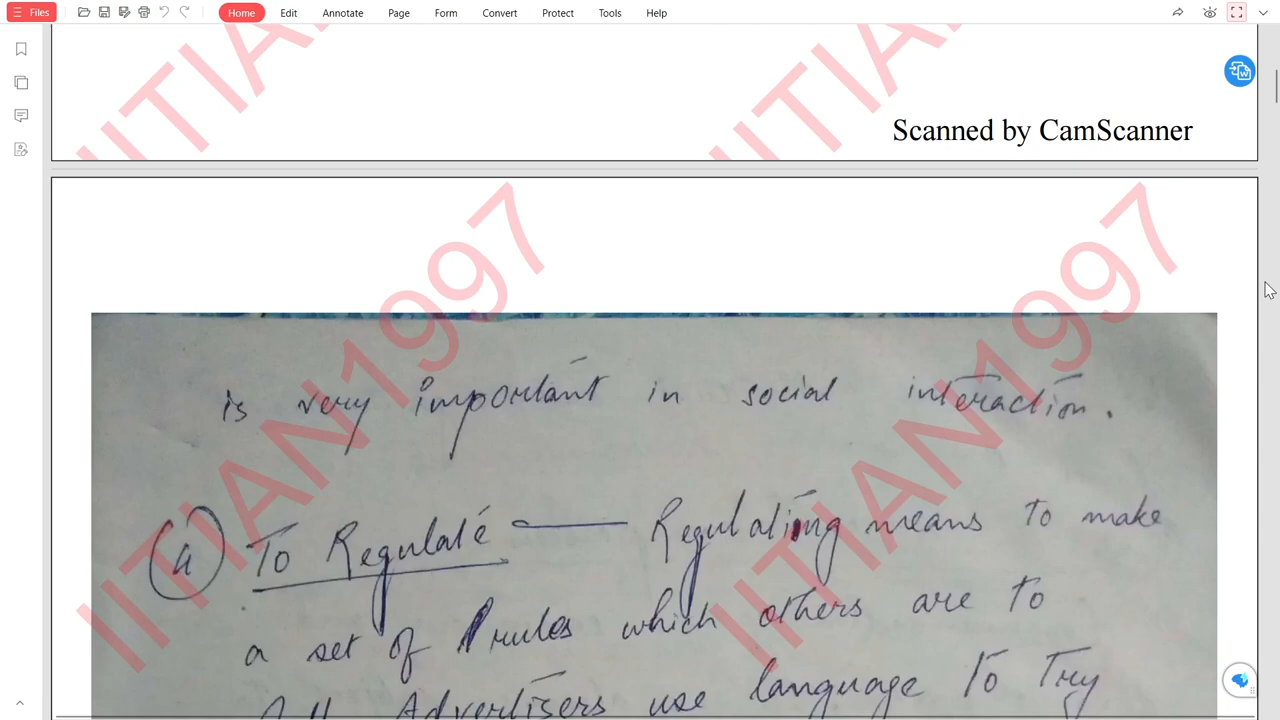 Files
Home
Edit
Annotate
Page
Form
Convert
Protect
Tools
Help
Scanned by CamScanner
IITIAN1997
IITIAN1997
is very important in social interaction.
4 To Regulate — Regulating means to make
a set of rules which others are to
Advertisers use language to try